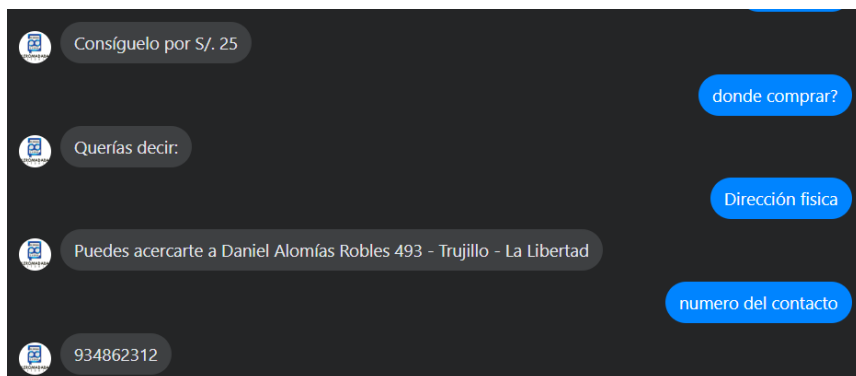 Consíguelo por S/. 25
donde comprar?
Querías decir:
Dirección fisica
Puedes acercarte a Daniel Alomías Robles 493 - Trujillo - La Libertad
numero del contacto
934862312